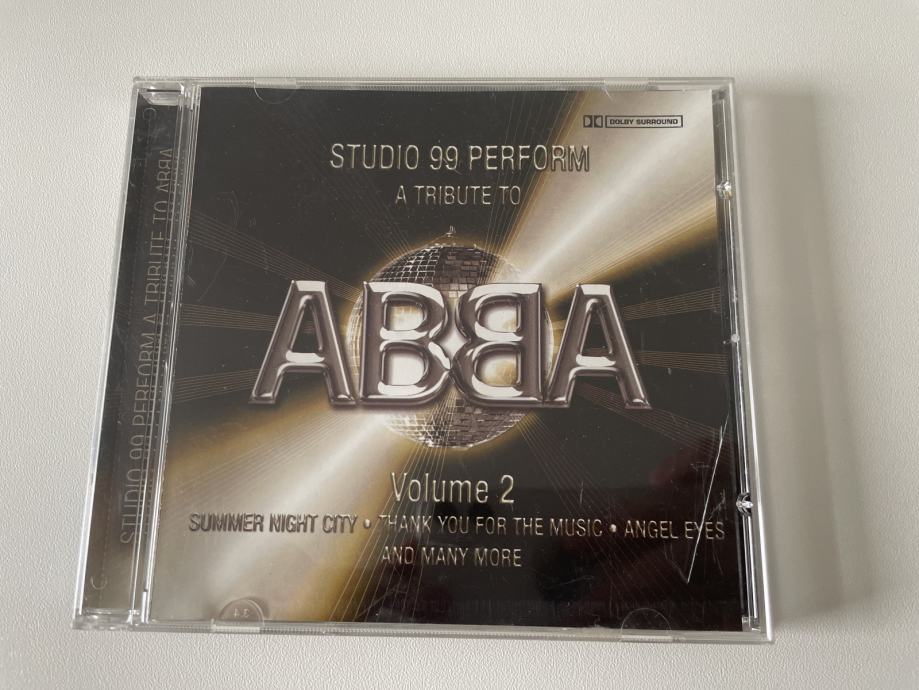 DOLBY SURROUND
STUDIO 99 PERFORM
A TRIBUTE TO
ABBA
Volume 2
SUMMER NIGHT CITY • THANK YOU FOR THE MUSIC • ANGEL EYES
AND MANY MORE
STUDIO 99 PERFORM A TRIBUTE TO ABBA